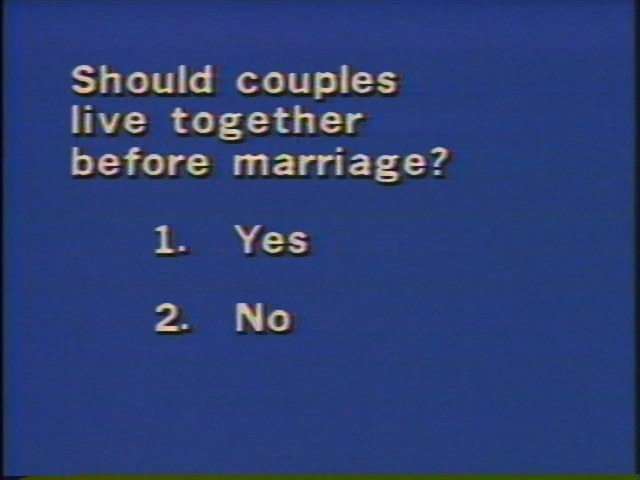 Should couples
live together
before marriage?
1. Yes
2. No